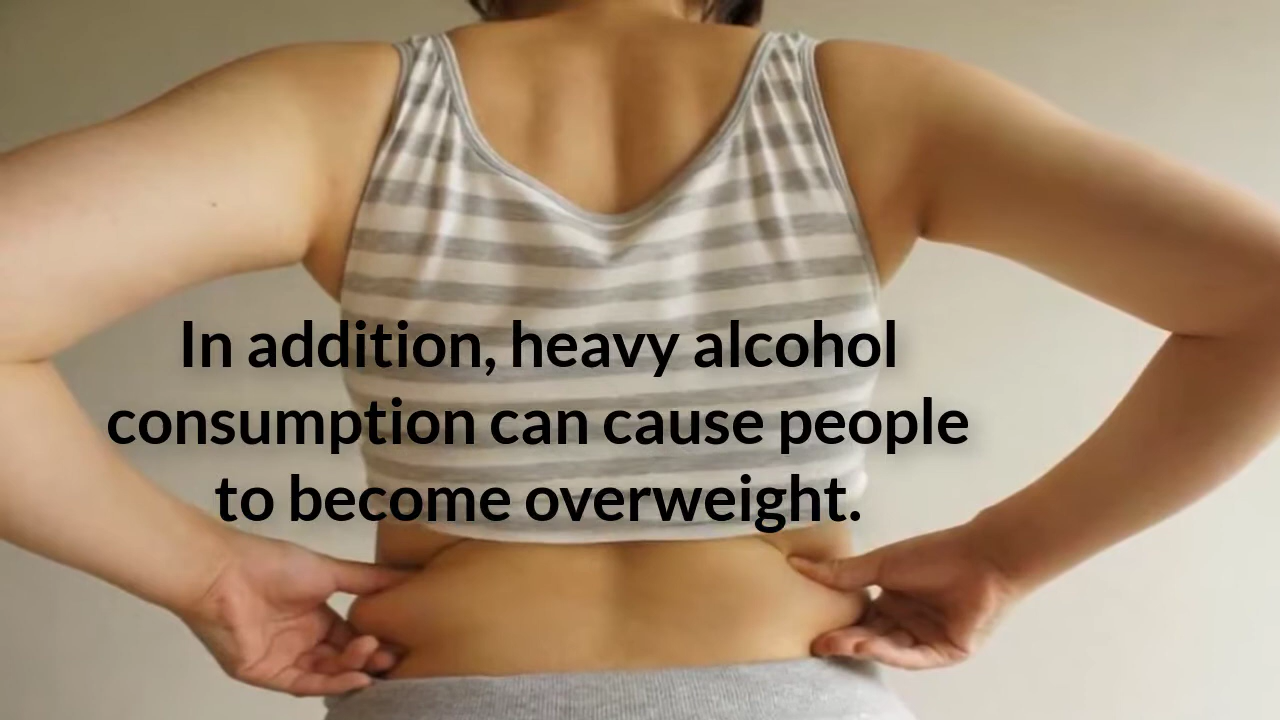 In addition, heavy alcohol
consumption can cause people
to become overweight.